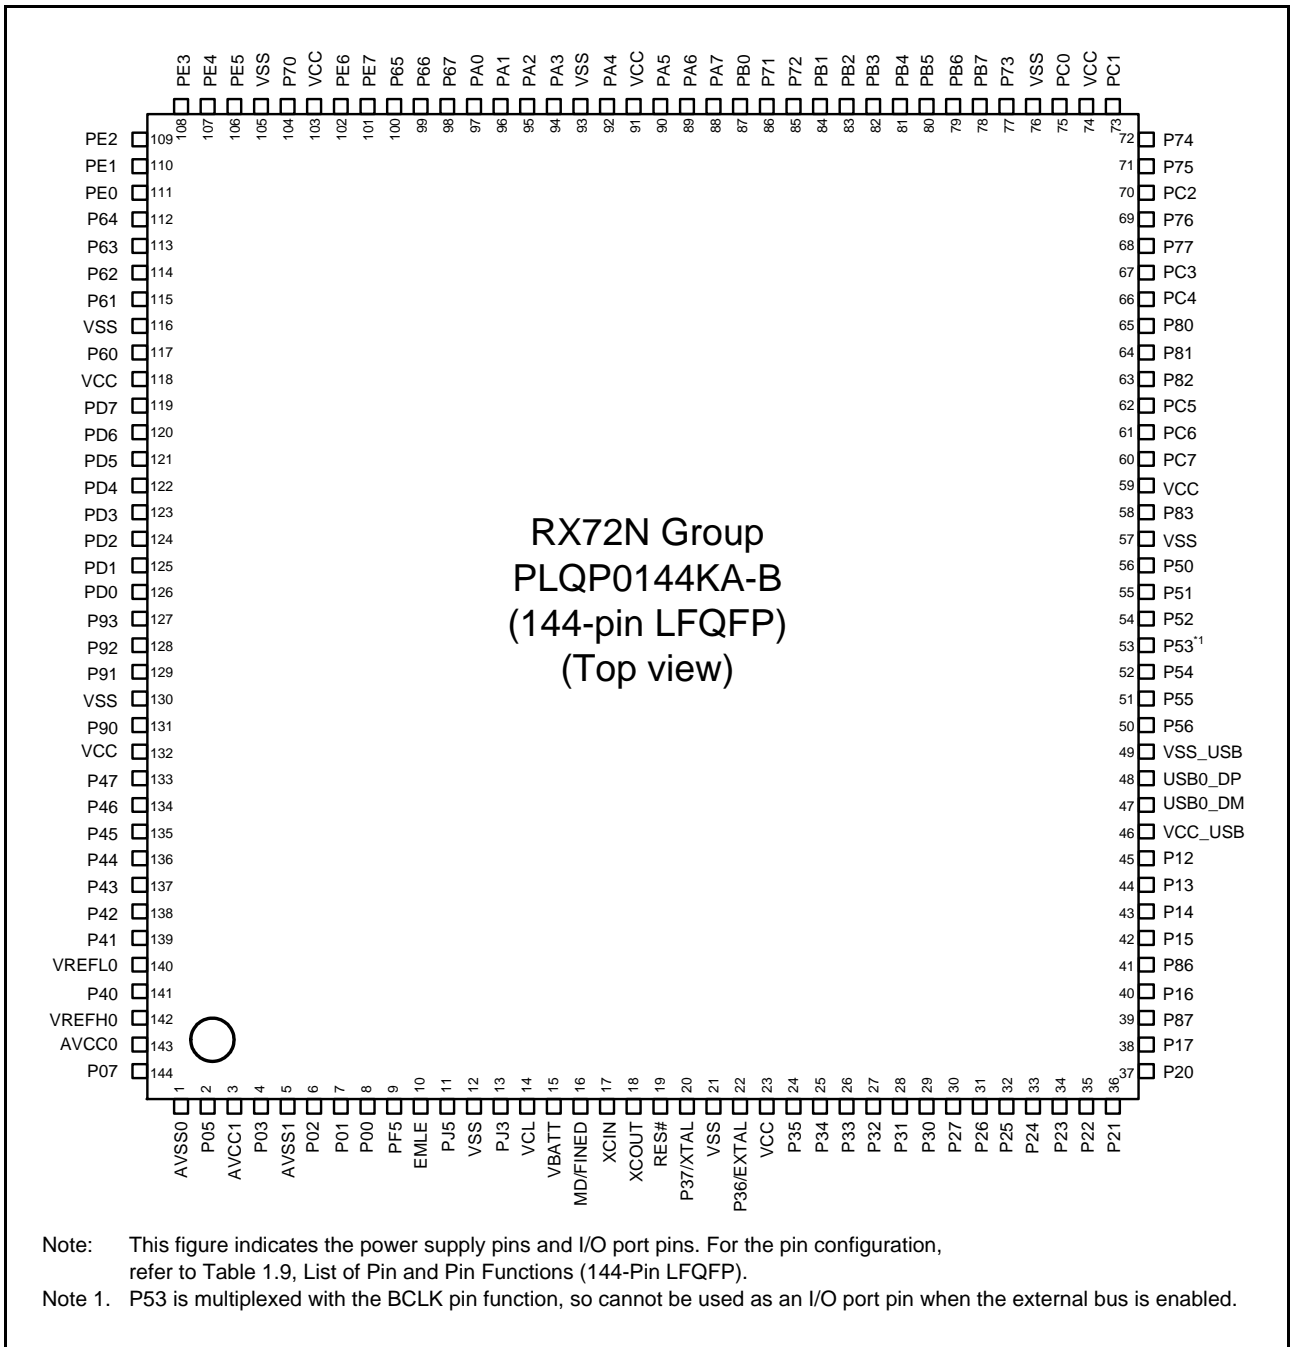 PE3 PE4 PE5 VSS P70 VCC PE6 PE7 P65 P66 P67 PA0 PA1 PA2 PA3 VSS PA4 VCC PA5 PA6 PA7 PB0 P71 P72 PB1 PB2 PB3 PB4 PB5 PB6 PB7 P73 VSS PC0 VCC PC1
108 107 106 105 104 103 102 101 100 99 98 97 96 95 94 93 92 91 90 89 88 87 86 85 84 83 82 81 80 79 78 77 76 75 74 73
PE2 109 72 P74
PE1 110 71 P75
PE0 111 70 PC2
P64 112 69 P76
P63 113 68 P77
P62 114 67 PC3
P61 115 66 PC4
VSS 116 65 P80
P60 117 64 P81
VCC 118 63 P82
PD7 119 62 PC5
PD6 120 61 PC6
PD5 121 60 PC7
PD4 122 59 VCC
PD3 123 58 P83
PD2 124 57 VSS
PD1 125 56 P50
PD0 126 55 P51
P93 127 54 P52
P92 128 53 P53*1
P91 129 52 P54
VSS 130 51 P55
P90 131 50 P56
VCC 132 49 VSS_USB
P47 133 48 USB0_DP
P46 134 47 USB0_DM
P45 135 46 VCC_USB
P44 136 45 P12
P43 137 44 P13
P42 138 43 P14
P41 139 42 P15
VREFL0 140 41 P86
P40 141 40 P16
VREFH0 142 39 P87
AVCC0 143 38 P17
P07 144 37 P20
RX72N Group
PLQP0144KA-B
(144-pin LFQFP)
(Top view)
1 2 3 4 5 6 7 8 9 10 11 12 13 14 15 16 17 18 19 20 21 22 23 24 25 26 27 28 29 30 31 32 33 34 35 36
AVSS0 P05 AVCC1 P03 AVSS1 P02 P01 P00 PF5 EMLE PJ5 VSS PJ3 VCL VBATT MD/FINED XCIN XCOUT RES# P37/XTAL VSS P36/EXTAL VCC P35 P34 P33 P32 P31 P30 P27 P26 P25 P24 P23 P22 P21
Note: This figure indicates the power supply pins and I/O port pins. For the pin configuration,
refer to Table 1.9, List of Pin and Pin Functions (144-Pin LFQFP).
Note 1. P53 is multiplexed with the BCLK pin function, so cannot be used as an I/O port pin when the external bus is enabled.